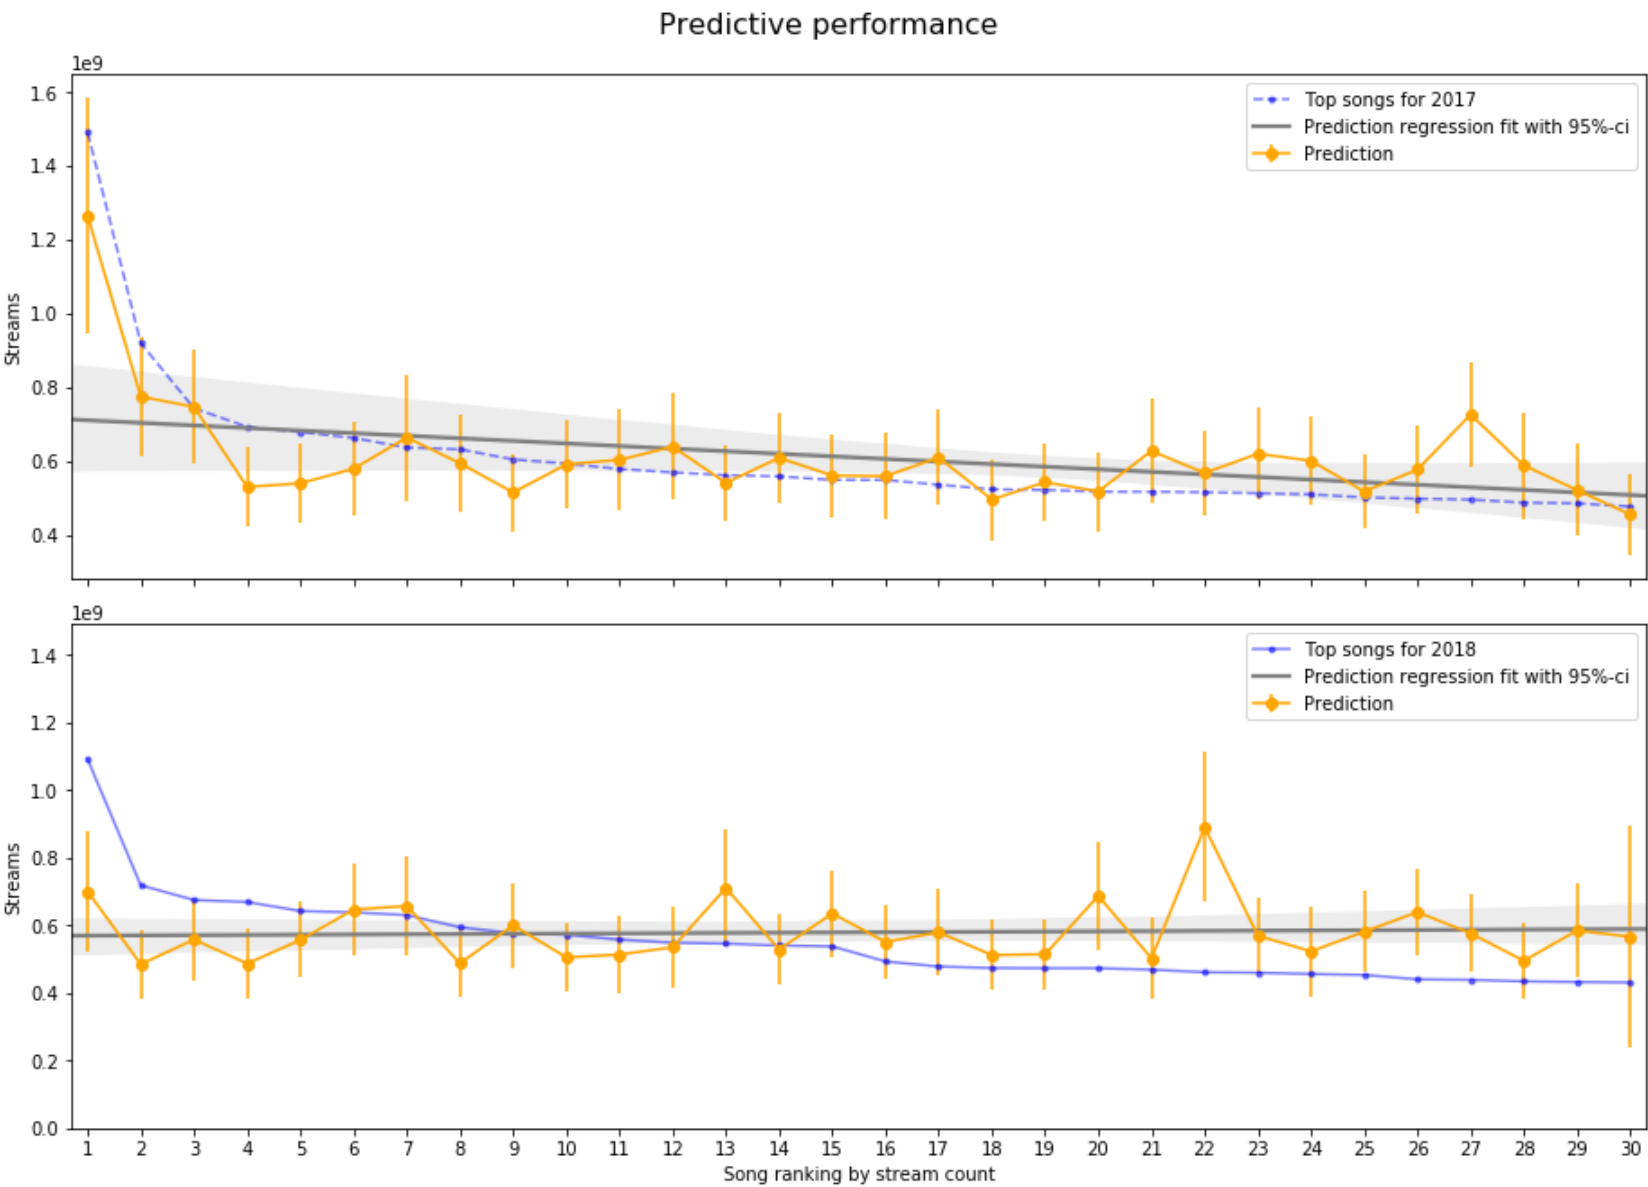 Predictive performance
1e9
1.6
1.4
1.2
1.0
0.8
0.6
0.4
Streams
Top songs for 2017
Prediction regression fit with 95%-ci
Prediction
1e9
1.4
1.2
1.0
0.8
0.6
0.4
0.2
0.0
Streams
Top songs for 2018
Prediction regression fit with 95%-ci
Prediction
1 2 3 4 5 6 7 8 9 10 11 12 13 14 15 16 17 18 19 20 21 22 23 24 25 26 27 28 29 30
Song ranking by stream count